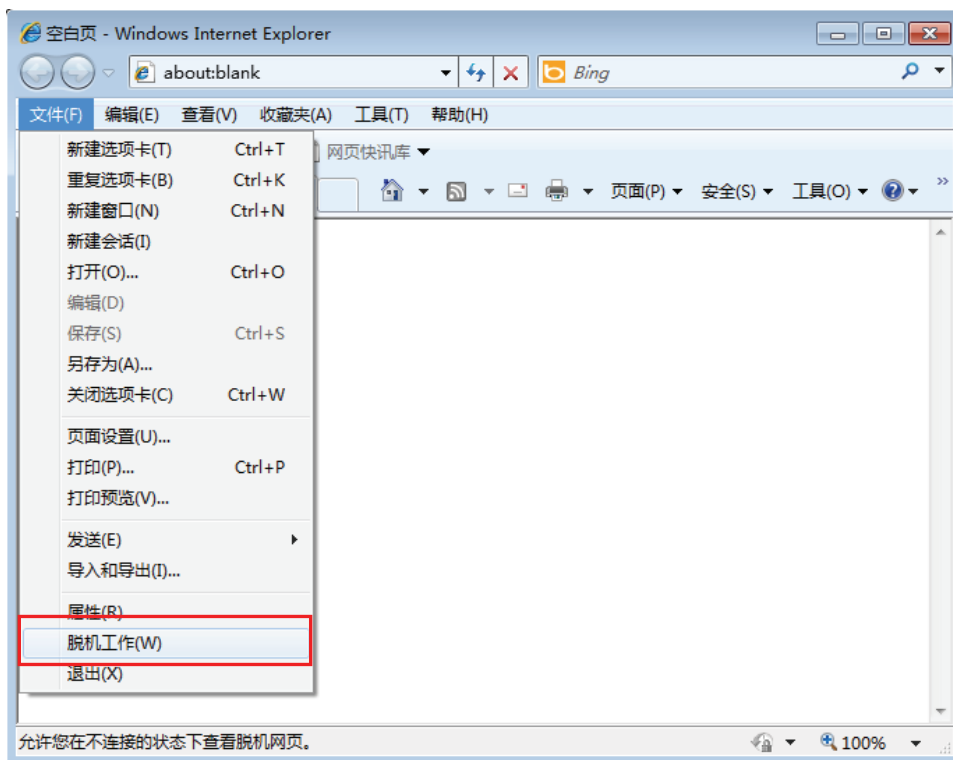 空白页 - Windows Internet Explorer
about:blank Bing
文件(F) 编辑(E) 查看(V) 收藏夹(A) 工具(T) 帮助(H)
网页快讯库
页面(P) 安全(S) 工具(O)
新建选项卡(T) Ctrl+T
重复选项卡(B) Ctrl+K
新建窗口(N) Ctrl+N
新建会话(I)
打开(O)... Ctrl+O
编辑(D)
保存(S) Ctrl+S
另存为(A)...
关闭选项卡(C) Ctrl+W
页面设置(U)...
打印(P)... Ctrl+P
打印预览(V)...
发送(E)
导入和导出(I)...
属性(R)
脱机工作(W)
退出(X)
允许您在不连接的状态下查看脱机网页。 100%